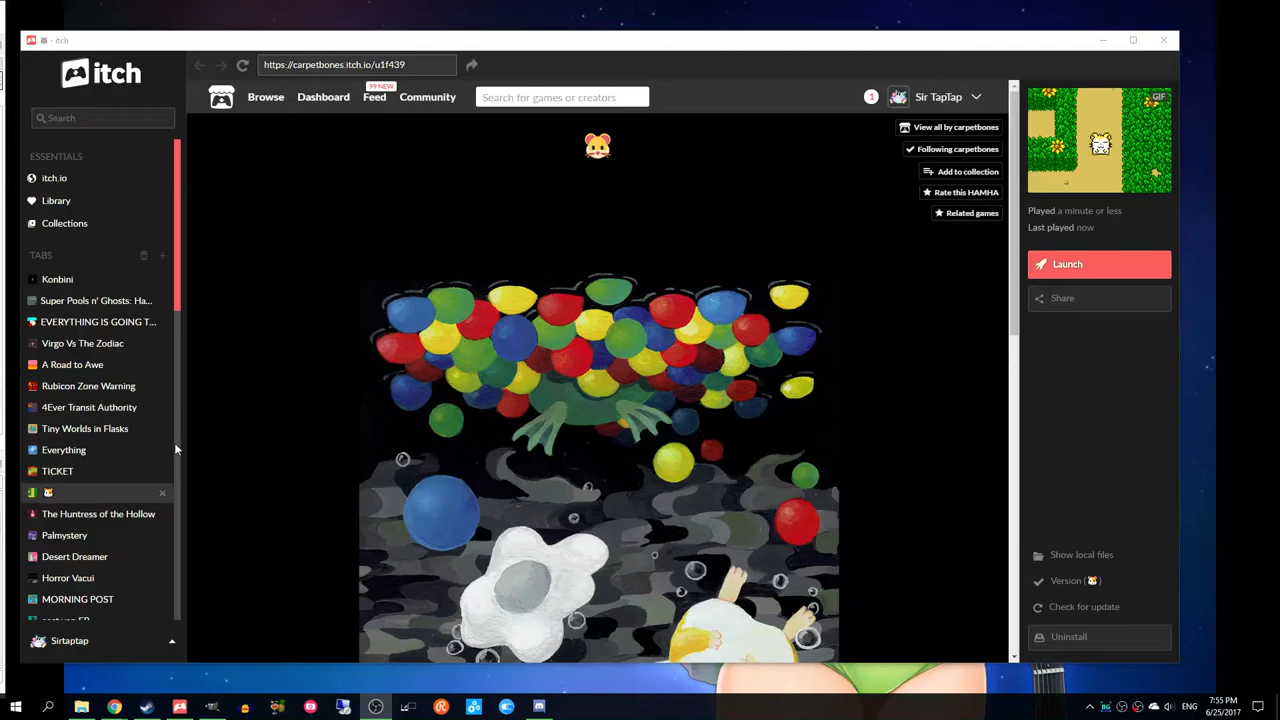 - itch
itch
https://carpetbones.itch.io/u1f439
99 NEW
Browse Dashboard Feed Community
Search for games or creators
1 Sir TapTap
Search
View all by carpetbones
Following carpetbones
Add to collection
Rate this HAMHA
Related games
GIF
Played a minute or less
Last played now
Launch
Share
ESSENTIALS
itch.io
Library
Collections
TABS
Konbini
Super Pools n' Ghosts: Ha...
EVERYTHING IS GOING T...
Virgo Vs The Zodiac
A Road to Awe
Rubicon Zone Warning
4Ever Transit Authority
Tiny Worlds in Flasks
Everything
TICKET
The Huntress of the Hollow
Palmystery
Desert Dreamer
Horror Vacui
MORNING POST
Sirtaptap
Show local files
Version (🐹)
Check for update
Uninstall
ENG
7:55 PM
6/25/2017